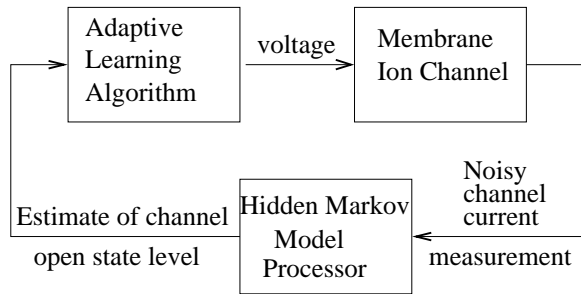 Adaptive
Learning
Algorithm
voltage
Membrane
Ion Channel
Noisy
channel
current
measurement
Hidden Markov
Model
Processor
Estimate of channel
open state level